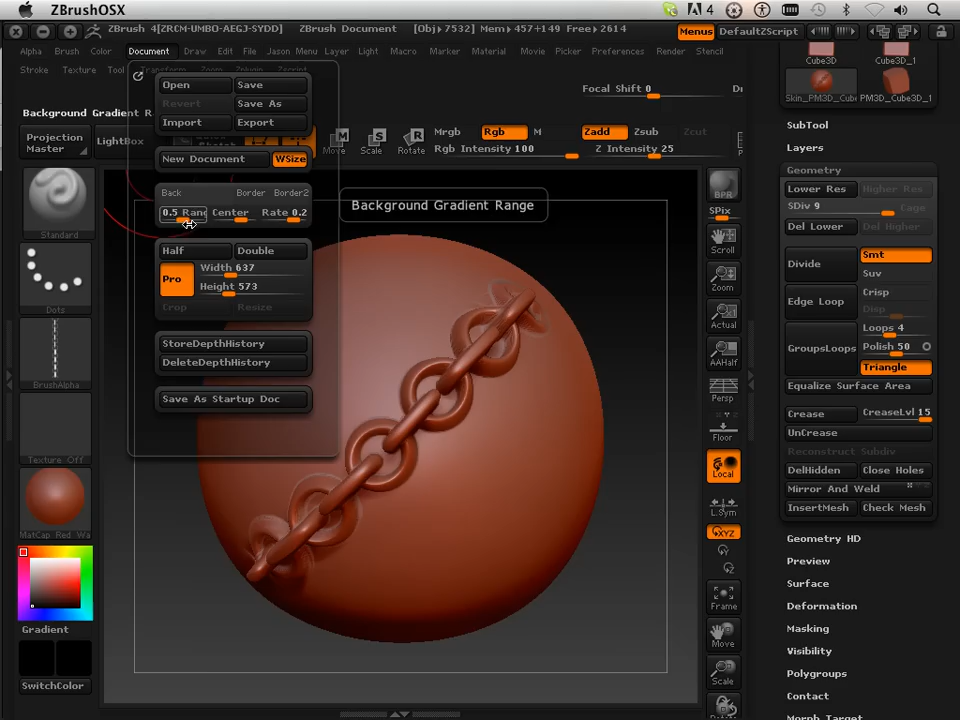 ZBrushOSX
4
ZBRUSH 4[ZRCM-UMBO-AEGJ-SYDD] ZBrush Document [Obj•7532] Mem•457+149 Free•2614 Menus DefaultZScript
Alpha Brush Color Document Draw Edit File Jason Menu Layer Light Macro Marker Material Movie Picker Preferences Render Stencil
Stroke Texture Tool Transform Zoom Zplugin Zscript
Background Gradient R
Projection Master
LightBox
Move Scale Rotate
Mrgb Rgb M
Rgb Intensity 100
Zadd Zsub Zcut
Z Intensity 25
Focal Shift 0
Open Save
Revert Save As
Import Export
New Document WSize
Back Border Border2
0.5 Rang Center Rate 0.2
Background Gradient Range
Half Double
Pro
Width 637
Height 573
Crop Resize
StoreDepthHistory
DeleteDepthHistory
Save As Startup Doc
Standard
Dots
BrushAlpha
Texture Off
MatCap Red Wa
Gradient
SwitchColor
BPR
SPix
Scroll
Zoom
Actual
AAHalf
Persp
Floor
Local
L.Sym
XYZ
Frame
Move
Scale
Cube3D Cube3D_1
Skin_PM3D_Cube3D PM3D_Cube3D_1
SubTool
Layers
Geometry
Lower Res Higher Res
SDiv 9 Cage
Del Lower Del Higher
Divide Smt
Suv
Edge Loop Crisp
Disp
GroupsLoops Loops 4
Polish 50
Triangle
Equalize Surface Area
Crease CreaseLvl 15
UnCrease
Reconstruct Subdiv
DelHidden Close Holes
Mirror And Weld
InsertMesh Check Mesh
Geometry HD
Preview
Surface
Deformation
Masking
Visibility
Polygroups
Contact
Morph Target